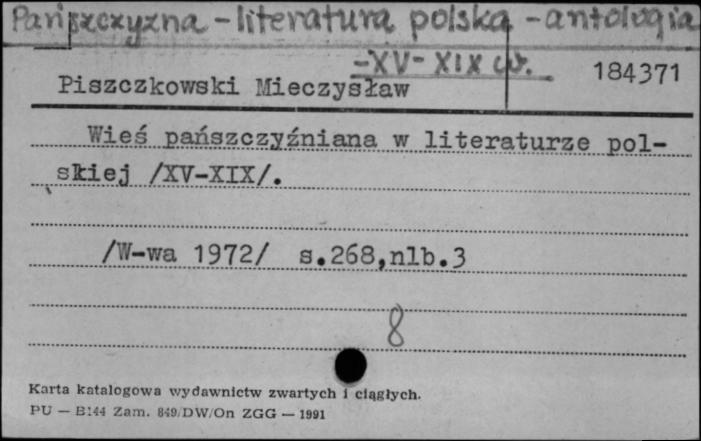 Pańszczyzna - literatura polska - antologia
- XV - XIX w.
184371
Piszczkowski Mieczysław
Wieś pańszczyźniana w literaturze pol-
skiej /XV-XIX/.
/W-wa 1972/ s.268,nlb.3
8
Karta katalogowa wydawnictw zwartych i ciągłych.
PU — B144 Zam. 849/DW/On ZGG — 1991